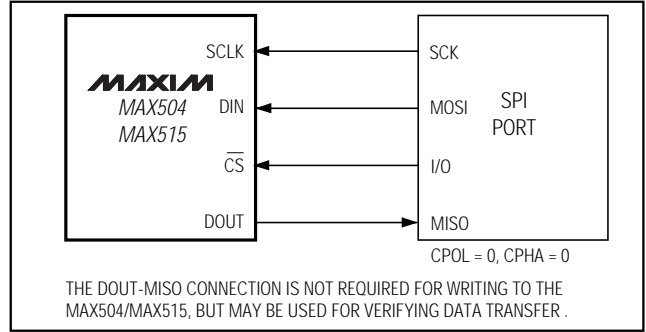 SCLK SCK
MAXIM
MAX504 DIN MOSI SPI
MAX515 PORT
CS I/O
DOUT MISO
CPOL = 0, CPHA = 0
THE DOUT-MISO CONNECTION IS NOT REQUIRED FOR WRITING TO THE
MAX504/MAX515, BUT MAY BE USED FOR VERIFYING DATA TRANSFER .